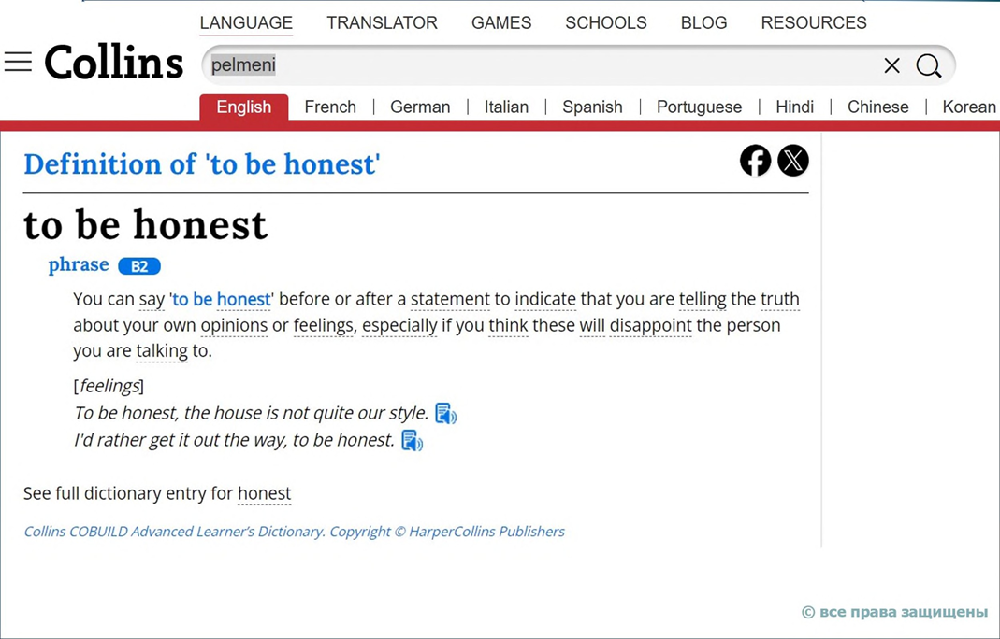 LANGUAGE TRANSLATOR GAMES SCHOOLS BLOG RESOURCES
Collins
pelmeni
English French German Italian Spanish Portuguese Hindi Chinese Korean
Definition of 'to be honest'
to be honest
phrase B2
You can say 'to be honest' before or after a statement to indicate that you are telling the truth
about your own opinions or feelings, especially if you think these will disappoint the person
you are talking to.
[feelings]
To be honest, the house is not quite our style.
I'd rather get it out the way, to be honest.
See full dictionary entry for honest
Collins COBUILD Advanced Learner's Dictionary. Copyright © HarperCollins Publishers
© все права защищены